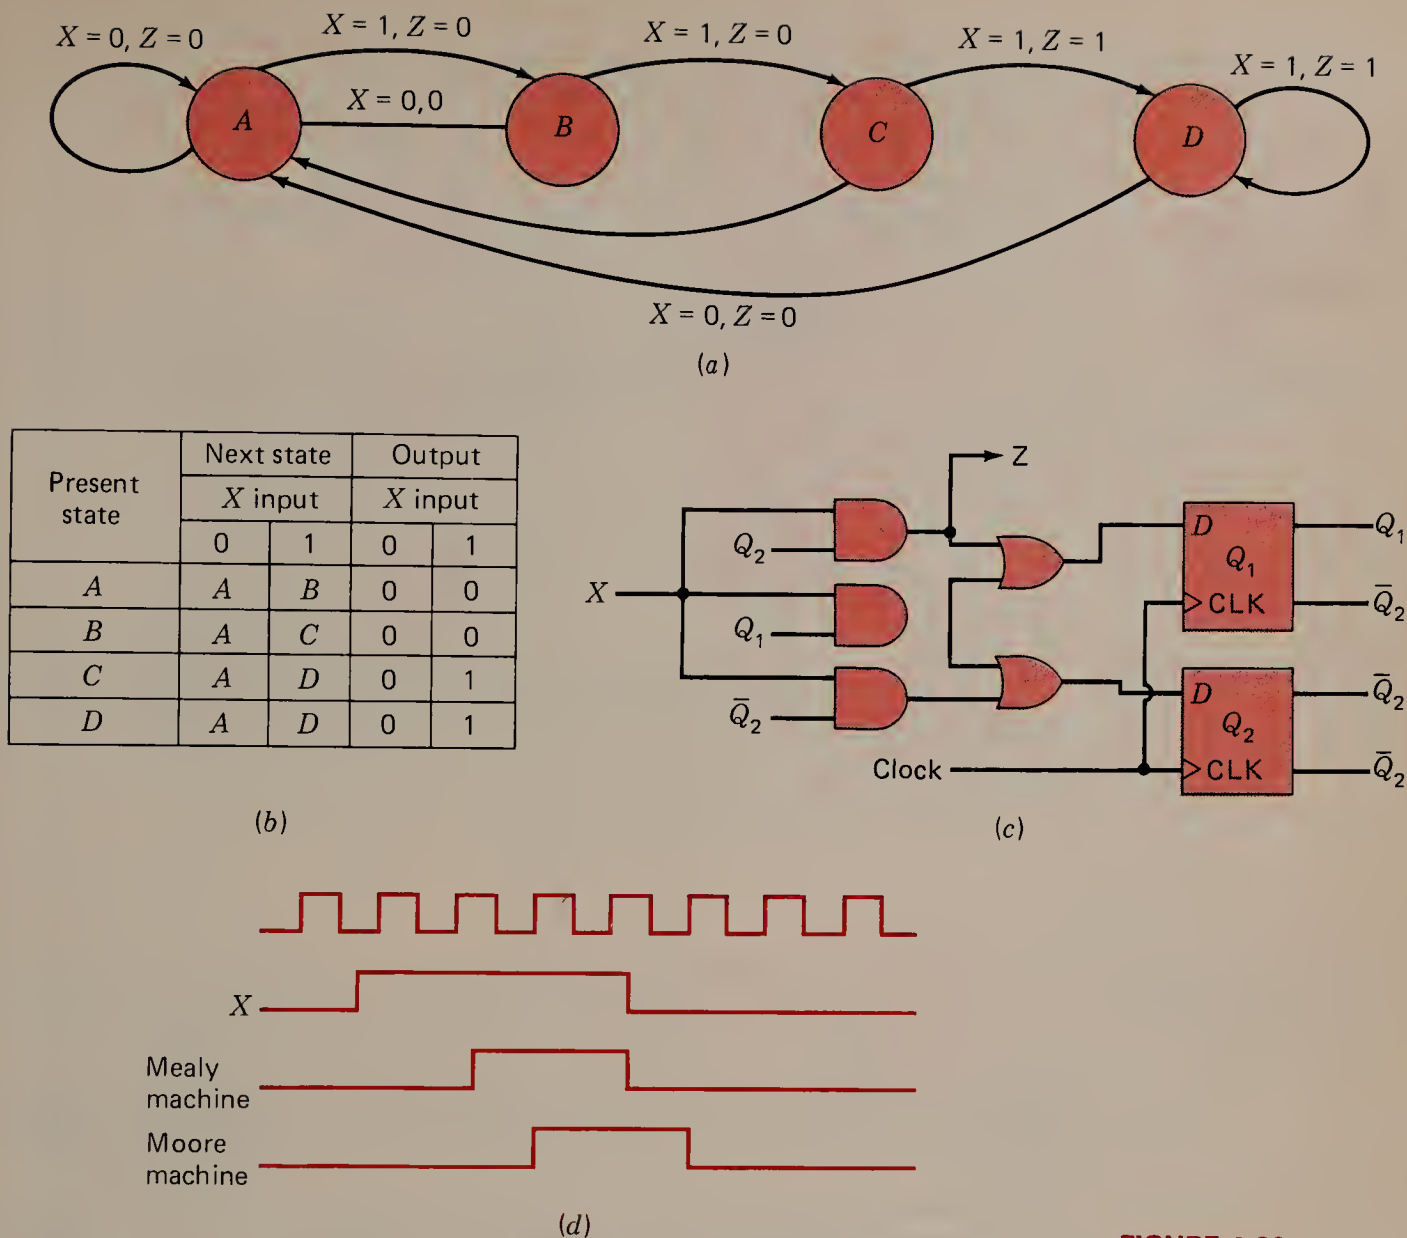 X = 0, Z = 0
X = 1, Z = 0
X = 1, Z = 0
X = 1, Z = 1
X = 1, Z = 1
X = 0,0
A
B
C
D
X = 0, Z = 0
(a)
Present state
Next state
Output
X input
X input
0 1 0 1
A A B 0 0
B A C 0 0
C A D 0 1
D A D 0 1
(b)
Z
Q₂
X
Q₁
Q̄₂
Clock
D
Q₁
CLK
Q₁
Q̄₂
D
Q₂
CLK
Q̄₂
Q̄₂
(c)
X
Mealy
machine
Moore
machine
(d)